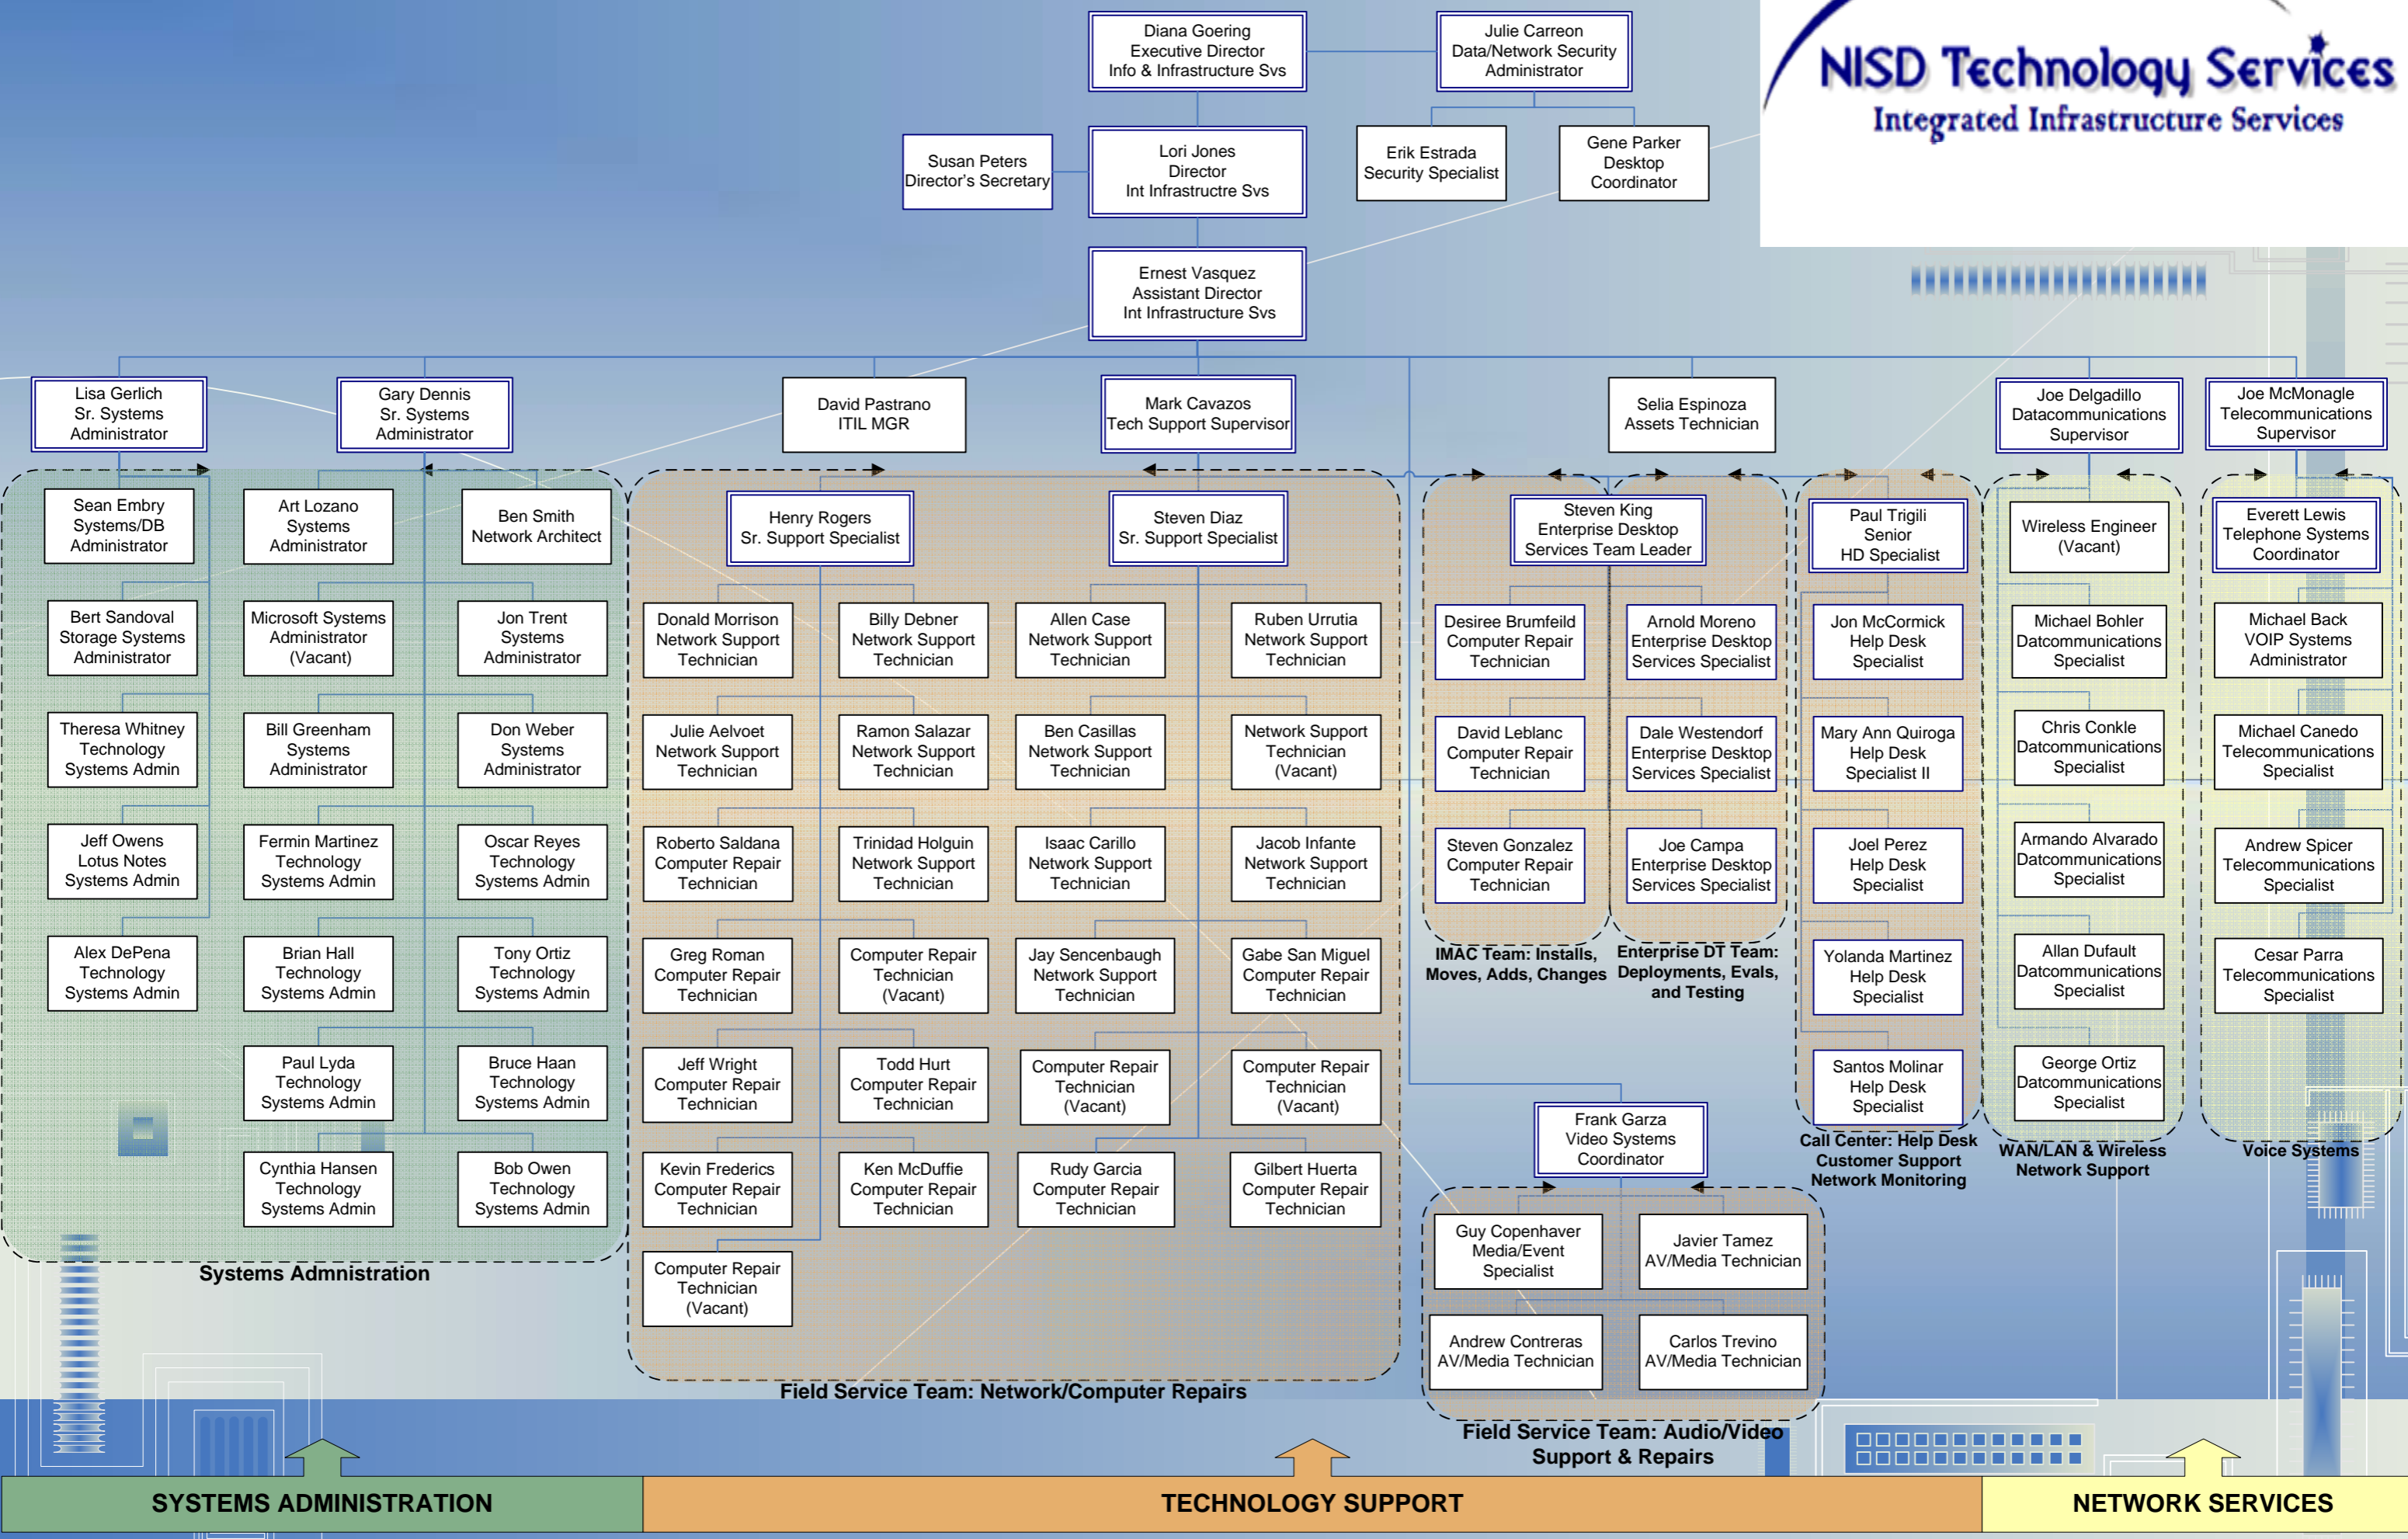 Diana Goering
Executive Director
Info & Infrastructure Svs
Julie Carreon
Data/Network Security
Administrator
NISD Technology Services
Integrated Infrastructure Services
Susan Peters
Director's Secretary
Lori Jones
Director
Int Infrastructre Svs
Erik Estrada
Security Specialist
Gene Parker
Desktop
Coordinator
Ernest Vasquez
Assistant Director
Int Infrastructure Svs
Lisa Gerlich
Sr. Systems
Administrator
Gary Dennis
Sr. Systems
Administrator
David Pastrano
ITIL MGR
Mark Cavazos
Tech Support Supervisor
Selia Espinoza
Assets Technician
Joe Delgadillo
Datacommunications
Supervisor
Joe McMonagle
Telecommunications
Supervisor
Sean Embry
Systems/DB
Administrator
Bert Sandoval
Storage Systems
Administrator
Theresa Whitney
Technology
Systems Admin
Jeff Owens
Lotus Notes
Systems Admin
Alex DePena
Technology
Systems Admin
Art Lozano
Systems
Administrator
Ben Smith
Network Architect
Microsoft Systems
Administrator
(Vacant)
Jon Trent
Systems
Administrator
Bill Greenham
Systems
Administrator
Don Weber
Systems
Administrator
Fermin Martinez
Technology
Systems Admin
Oscar Reyes
Technology
Systems Admin
Brian Hall
Technology
Systems Admin
Tony Ortiz
Technology
Systems Admin
Paul Lyda
Technology
Systems Admin
Bruce Haan
Technology
Systems Admin
Cynthia Hansen
Technology
Systems Admin
Bob Owen
Technology
Systems Admin
Systems Admnistration
Henry Rogers
Sr. Support Specialist
Donald Morrison
Network Support
Technician
Billy Debner
Network Support
Technician
Julie Aelvoet
Network Support
Technician
Ramon Salazar
Network Support
Technician
Roberto Saldana
Computer Repair
Technician
Trinidad Holguin
Network Support
Technician
Greg Roman
Computer Repair
Technician
Computer Repair
Technician
(Vacant)
Jeff Wright
Computer Repair
Technician
Todd Hurt
Computer Repair
Technician
Kevin Frederics
Computer Repair
Technician
Ken McDuffie
Computer Repair
Technician
Computer Repair
Technician
(Vacant)
Steven Diaz
Sr. Support Specialist
Allen Case
Network Support
Technician
Ruben Urrutia
Network Support
Technician
Ben Casillas
Network Support
Technician
Network Support
Technician
(Vacant)
Isaac Carillo
Network Support
Technician
Jacob Infante
Network Support
Technician
Jay Sencenbaugh
Network Support
Technician
Gabe San Miguel
Computer Repair
Technician
Computer Repair
Technician
(Vacant)
Computer Repair
Technician
(Vacant)
Rudy Garcia
Computer Repair
Technician
Gilbert Huerta
Computer Repair
Technician
Field Service Team: Network/Computer Repairs
Steven King
Enterprise Desktop
Services Team Leader
Desiree Brumfeild
Computer Repair
Technician
Arnold Moreno
Enterprise Desktop
Services Specialist
David Leblanc
Computer Repair
Technician
Dale Westendorf
Enterprise Desktop
Services Specialist
Steven Gonzalez
Computer Repair
Technician
Joe Campa
Enterprise Desktop
Services Specialist
IMAC Team: Installs,
Moves, Adds, Changes
Enterprise DT Team:
Deployments, Evals,
and Testing
Frank Garza
Video Systems
Coordinator
Guy Copenhaver
Media/Event
Specialist
Javier Tamez
AV/Media Technician
Andrew Contreras
AV/Media Technician
Carlos Trevino
AV/Media Technician
Field Service Team: Audio/Video
Support & Repairs
Paul Trigili
Senior
HD Specialist
Jon McCormick
Help Desk
Specialist
Mary Ann Quiroga
Help Desk
Specialist II
Joel Perez
Help Desk
Specialist
Yolanda Martinez
Help Desk
Specialist
Santos Molinar
Help Desk
Specialist
Call Center: Help Desk
Customer Support
Network Monitoring
Wireless Engineer
(Vacant)
Michael Bohler
Datcommunications
Specialist
Chris Conkle
Datcommunications
Specialist
Armando Alvarado
Datcommunications
Specialist
Allan Dufault
Datcommunications
Specialist
George Ortiz
Datcommunications
Specialist
WAN/LAN & Wireless
Network Support
Everett Lewis
Telephone Systems
Coordinator
Michael Back
VOIP Systems
Administrator
Michael Canedo
Telecommunications
Specialist
Andrew Spicer
Telecommunications
Specialist
Cesar Parra
Telecommunications
Specialist
Voice Systems
SYSTEMS ADMINISTRATION
TECHNOLOGY SUPPORT
NETWORK SERVICES